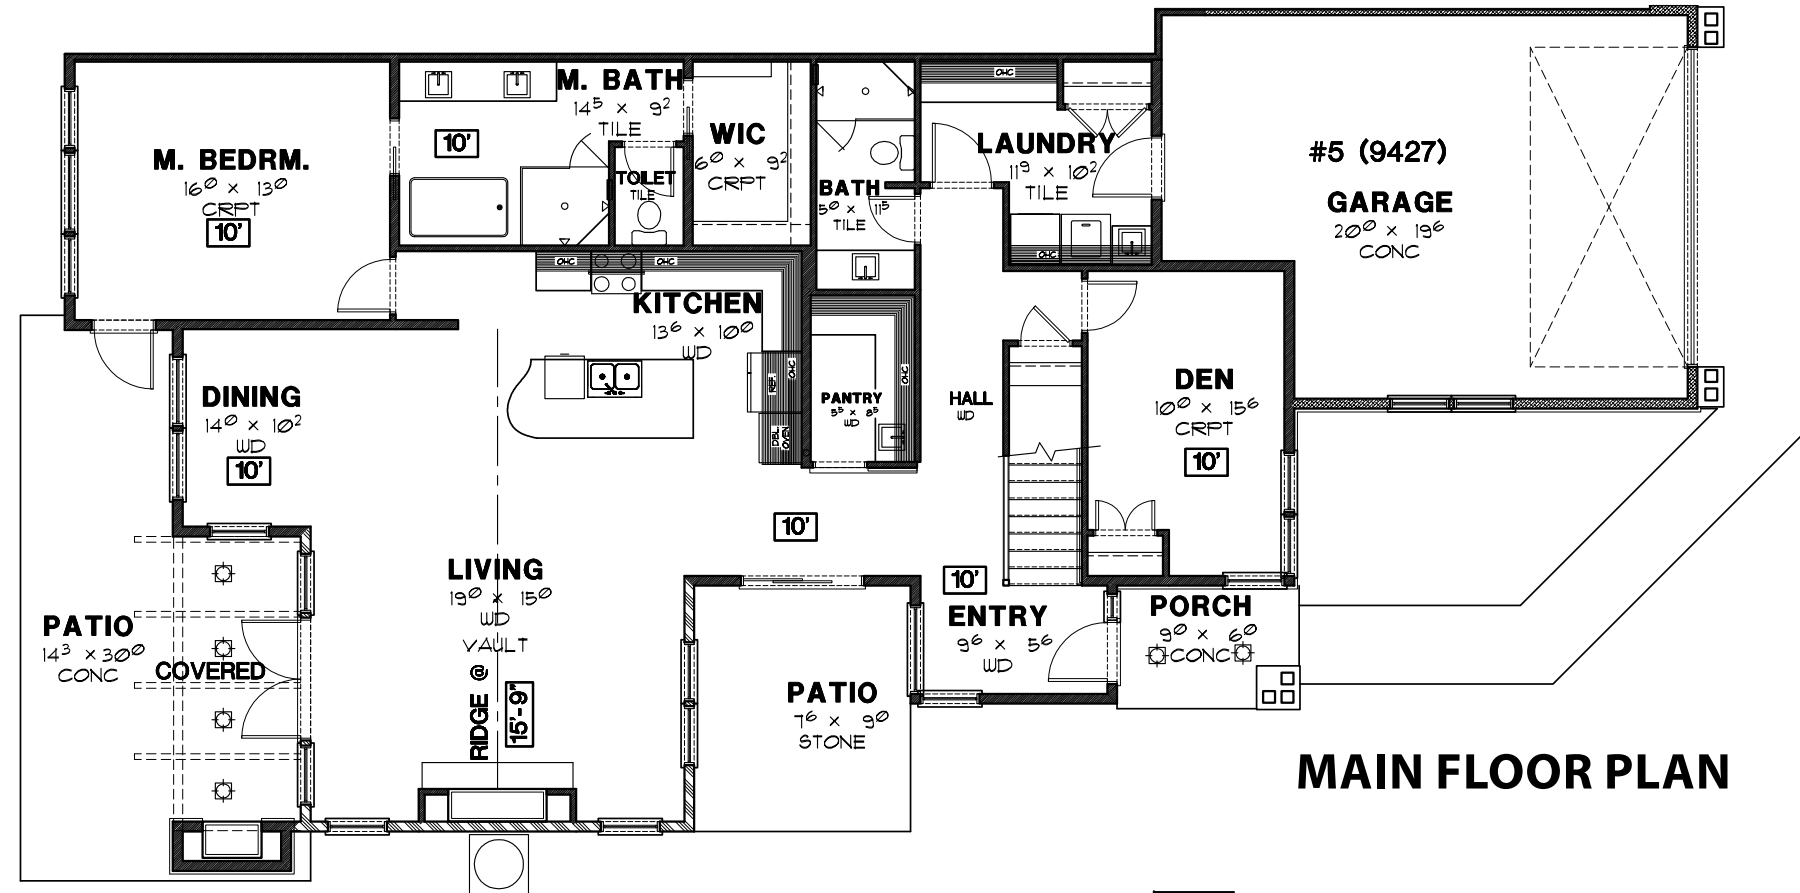 M. BEDRM.
16⁰ x 13⁰
CRPT
10'
M. BATH
14⁵ x 9²
TILE
10'
TOILET
TILE
WIC
6⁰ x 9²
CRPT
BATH
5⁰ x 11⁵
TILE
OHC
LAUNDRY
11⁹ x 10²
TILE
OHC
#5 (9427)
GARAGE
20⁰ x 19⁶
CONC
OHC
OHC
KITCHEN
13⁶ x 10⁰
WD
OHC
REF.
DBL.
OVEN
PANTRY
5⁵ x 8⁵
WD
OHC
HALL
WD
DEN
10⁰ x 15⁶
CRPT
10'
DINING
14⁰ x 10²
WD
10'
10'
LIVING
19⁰ x 15⁰
WD
VAULT
RIDGE @
15'-9"
PATIO
14³ x 30⁰
CONC
COVERED
10'
ENTRY
9⁶ x 5⁶
WD
PORCH
9⁰ x 6⁰
CONC
PATIO
7⁶ x 9⁰
STONE
MAIN FLOOR PLAN